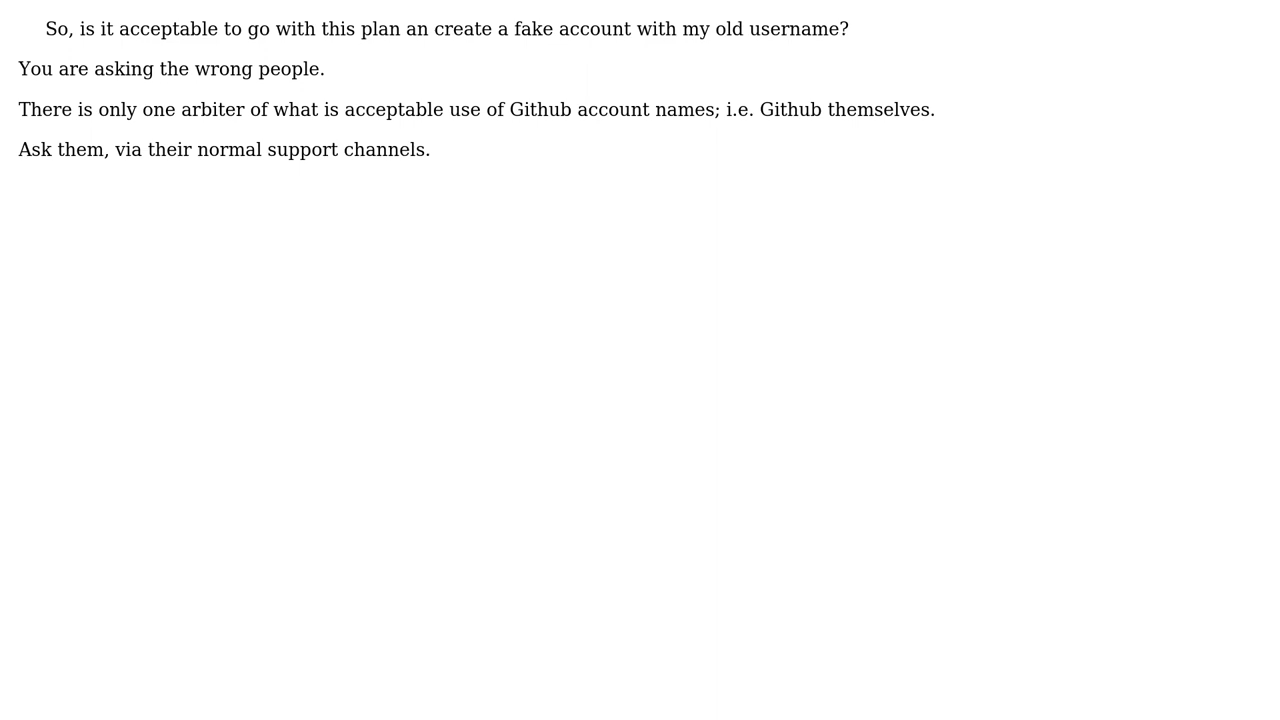 So, is it acceptable to go with this plan an create a fake account with my old username?
You are asking the wrong people.
There is only one arbiter of what is acceptable use of Github account names; i.e. Github themselves.
Ask them, via their normal support channels.